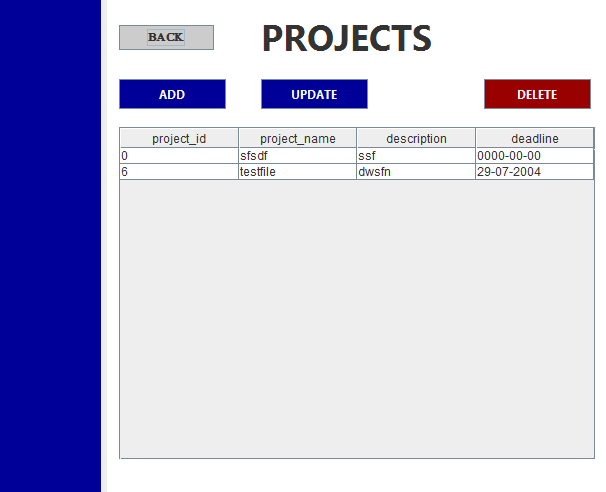 BACK PROJECTS
ADD UPDATE DELETE
project_id project_name description deadline
0 sfsdf ssf 0000-00-00
6 testfile dwsfn 29-07-2004